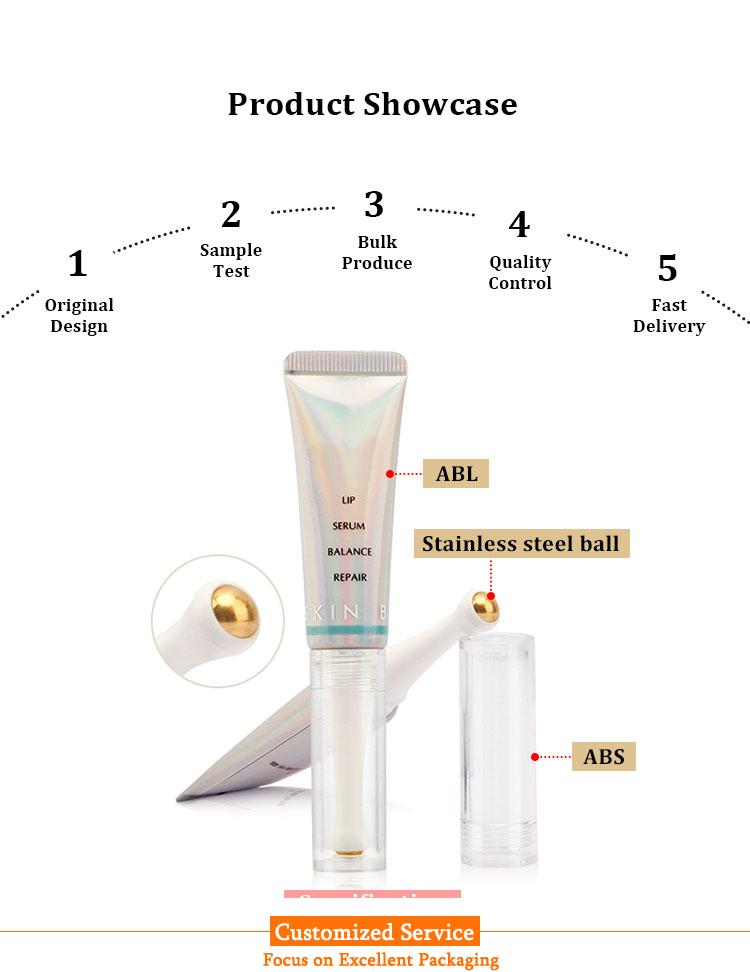 Product Showcase
1
Original
Design
2
Sample
Test
3
Bulk
Produce
4
Quality
Control
5
Fast
Delivery
ABL
LIP
SERUM
BALANCE
REPAIR
SKIN B
Stainless steel ball
ABS
Customized Service
Focus on Excellent Packaging